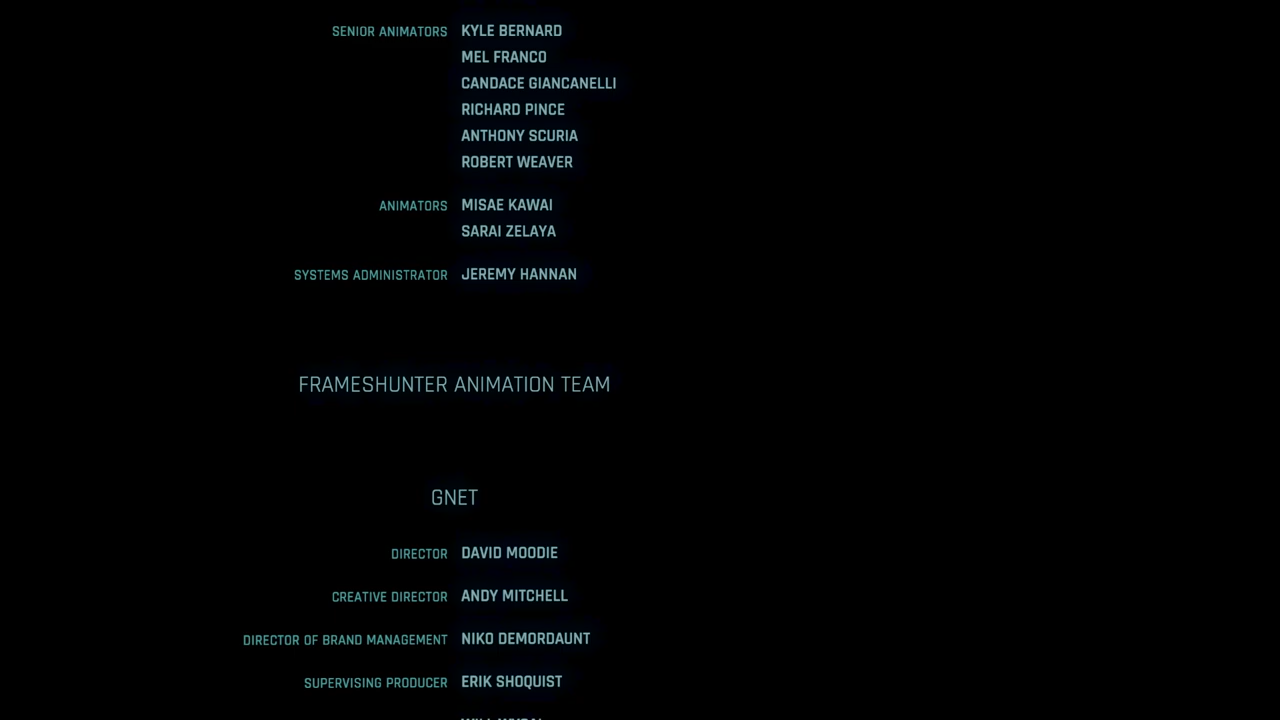 SENIOR ANIMATORS KYLE BERNARD
MEL FRANCO
CANDACE GIANCANELLI
RICHARD PINCE
ANTHONY SCURIA
ROBERT WEAVER
ANIMATORS MISAE KAWAI
SARAI ZELAYA
SYSTEMS ADMINISTRATOR JEREMY HANNAN
FRAMESHUNTER ANIMATION TEAM
GNET
DIRECTOR DAVID MOODIE
CREATIVE DIRECTOR ANDY MITCHELL
DIRECTOR OF BRAND MANAGEMENT NIKO DEMORDAUNT
SUPERVISING PRODUCER ERIK SHOQUIST